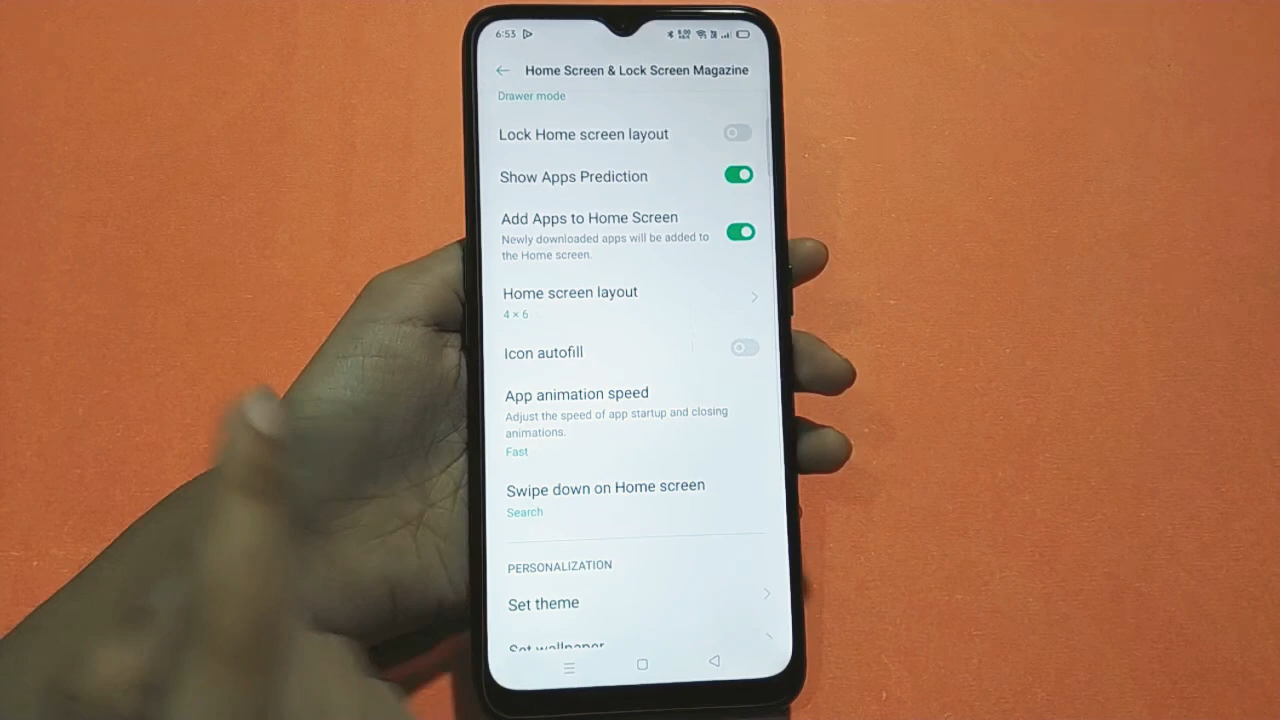 6:53
Home Screen & Lock Screen Magazine
Drawer mode
Lock Home screen layout
Show Apps Prediction
Add Apps to Home Screen
Newly downloaded apps will be added to
the Home screen.
Home screen layout
4 × 6
Icon autofill
App animation speed
Adjust the speed of app startup and closing
animations.
Fast
Swipe down on Home screen
Search
PERSONALIZATION
Set theme
Set wallpaper